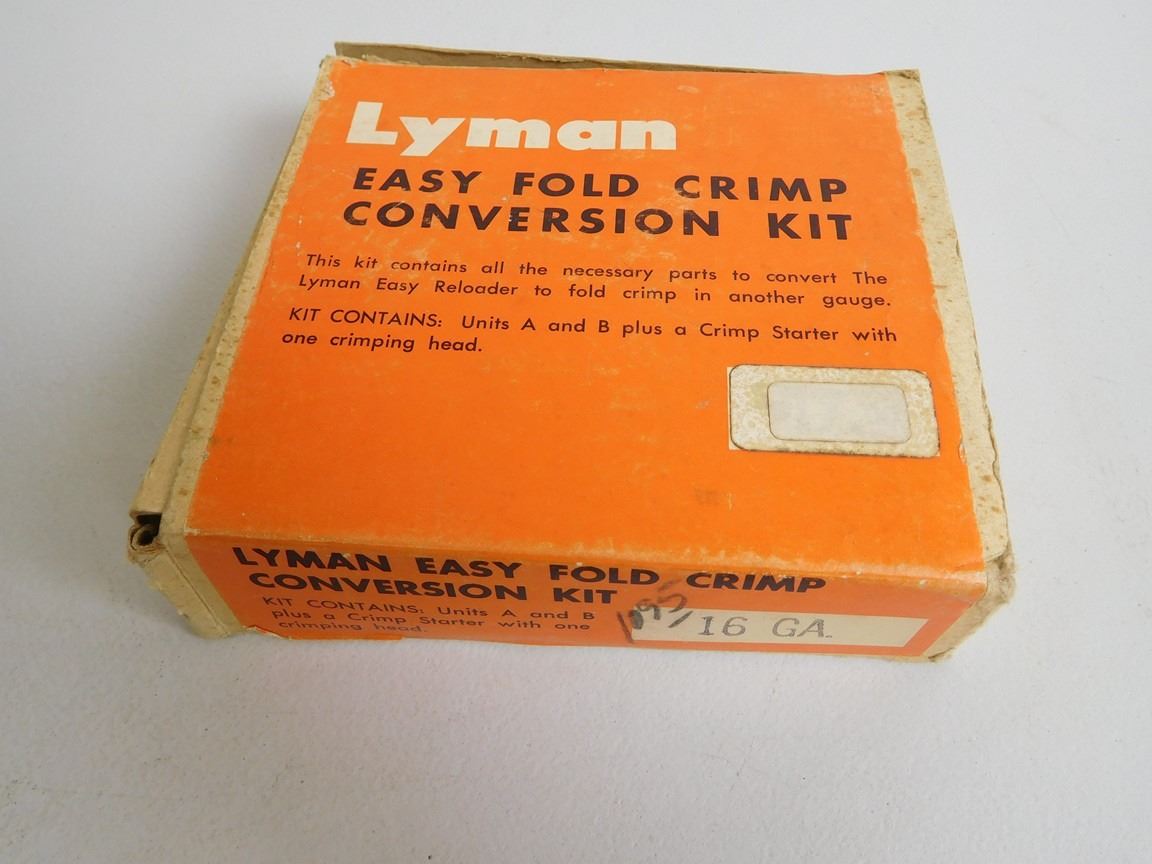 Lyman
EASY FOLD CRIMP
CONVERSION KIT
This kit contains all the necessary parts to convert The
Lyman Easy Reloader to fold crimp in another gauge.
KIT CONTAINS: Units A and B plus a Crimp Starter with
one crimping head.
LYMAN EASY FOLD CRIMP
CONVERSION KIT
KIT CONTAINS: Units A and B
plus a Crimp Starter with one
crimping head.
16 GA.